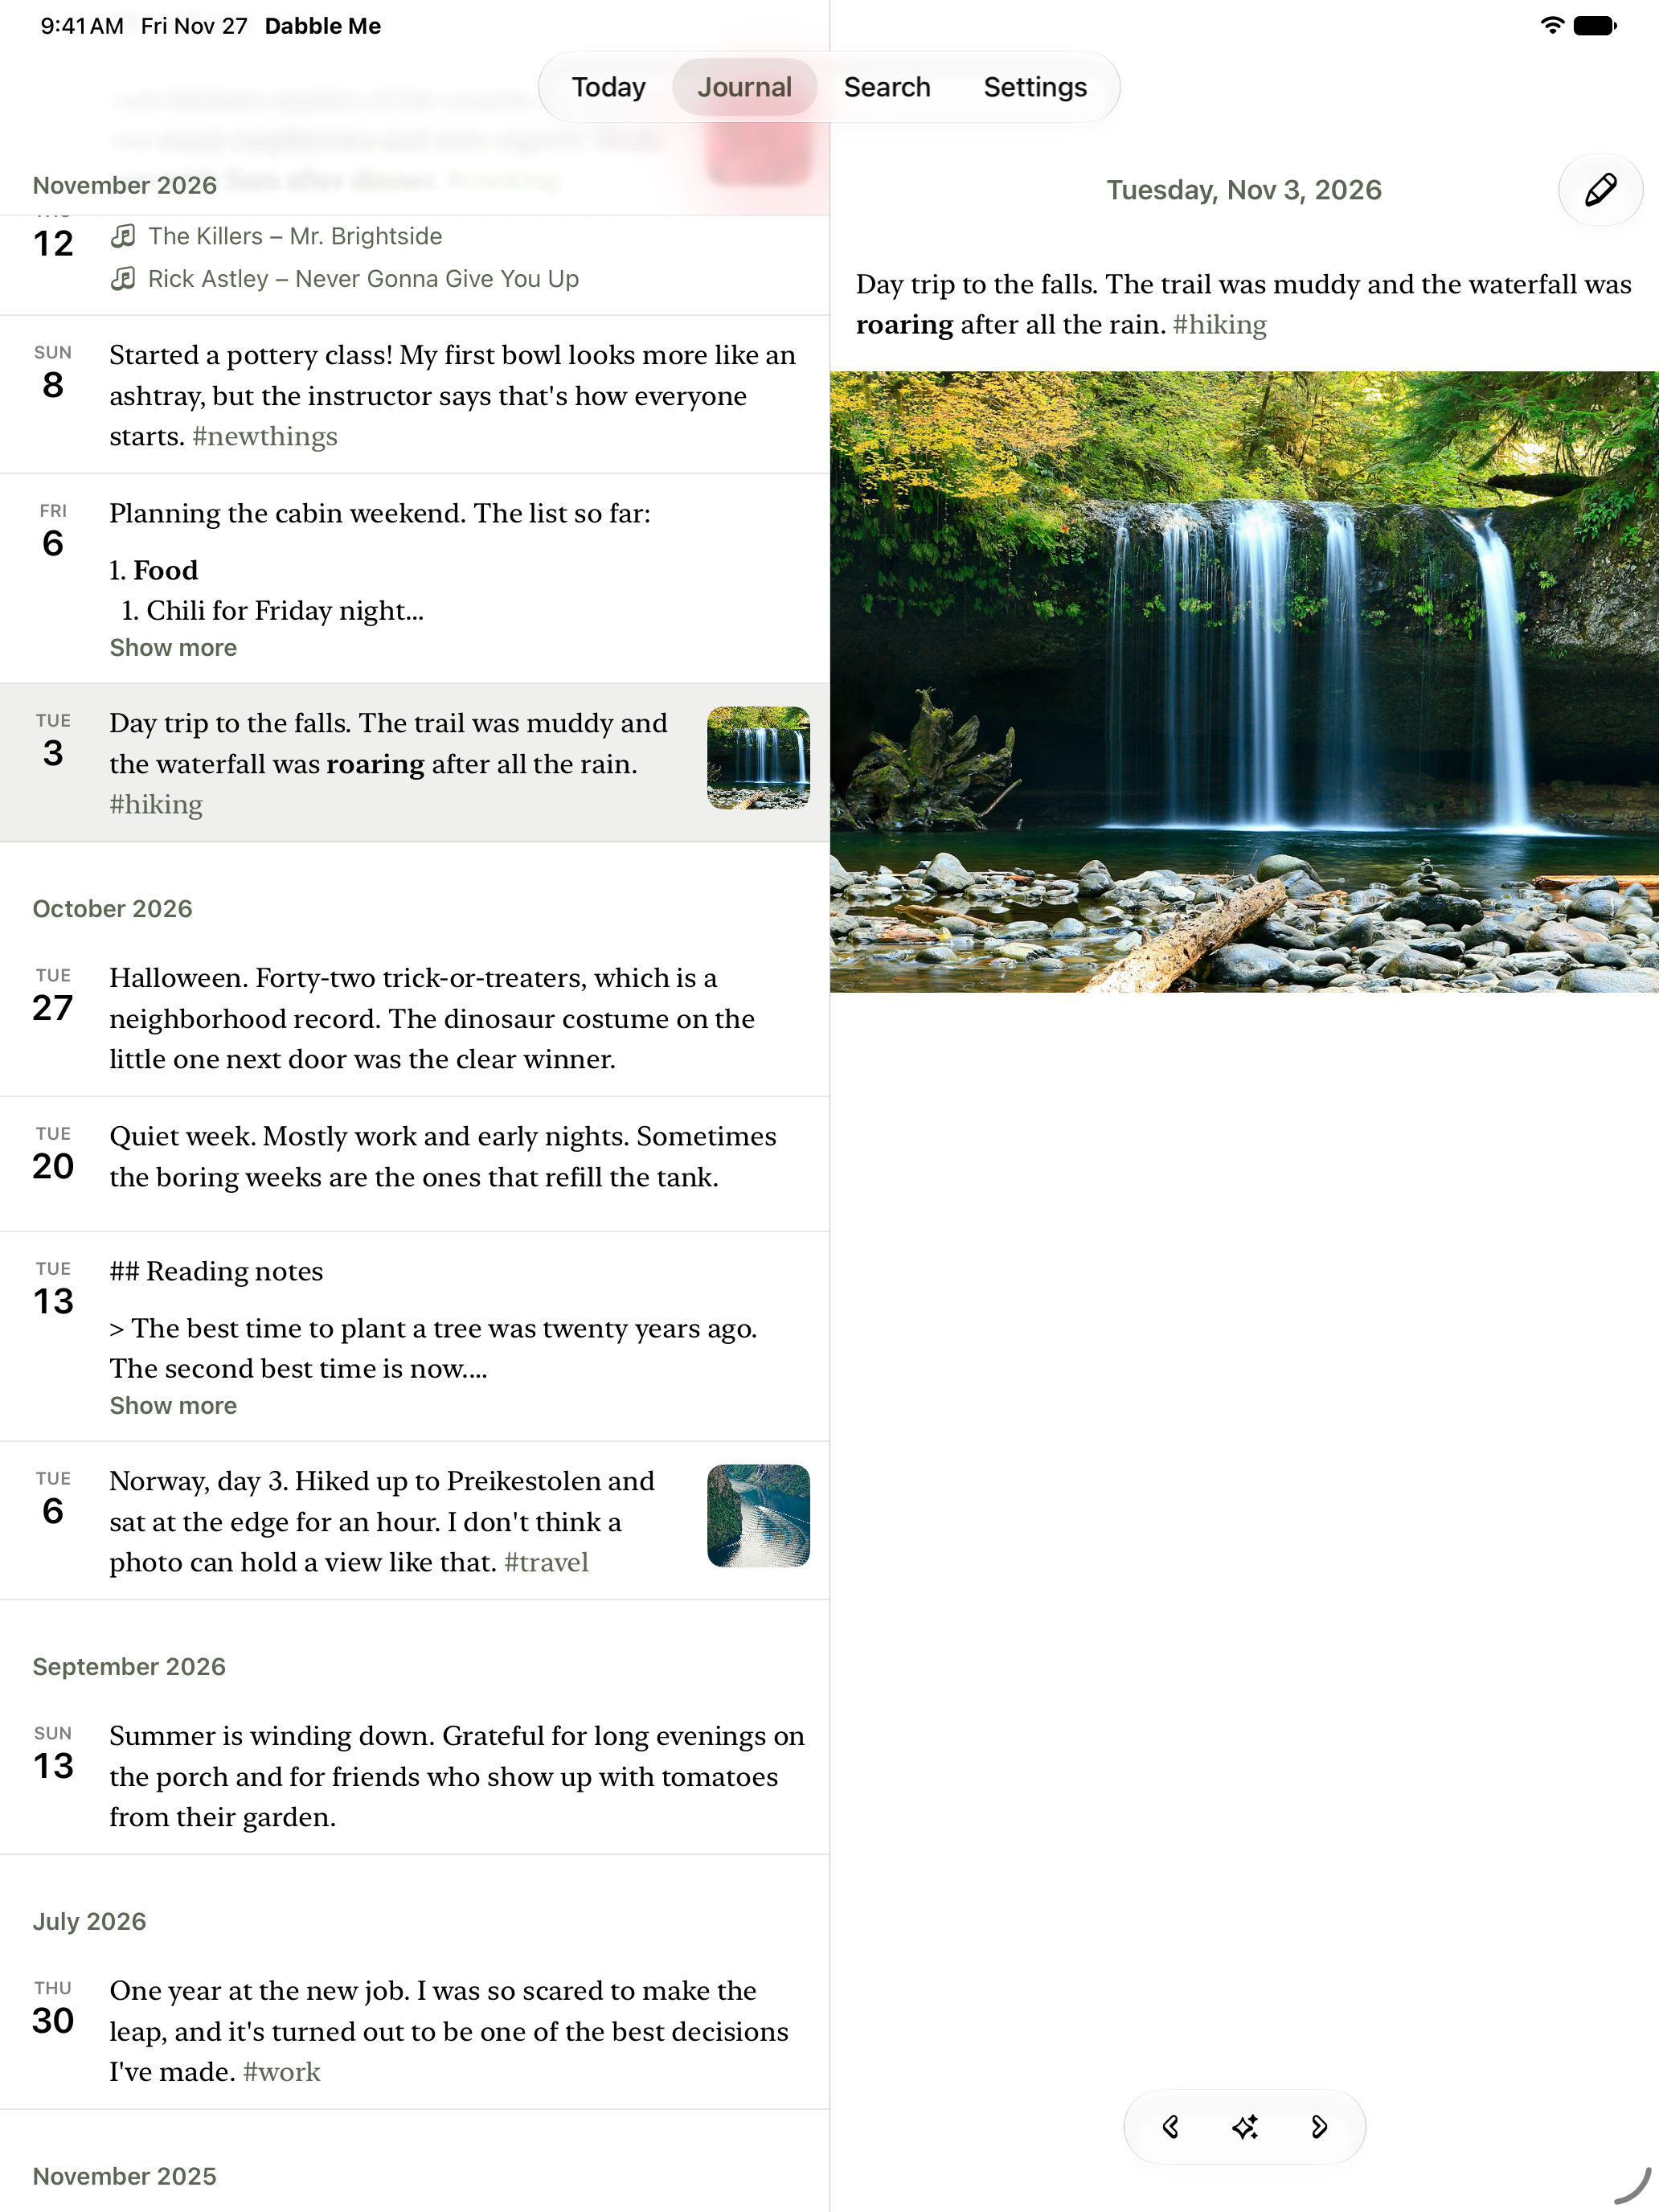 9:41 AM Fri Nov 27 Dabble Me
Today Journal Search Settings
November 2026
12
The Killers – Mr. Brightside
Rick Astley – Never Gonna Give You Up
SUN
8
Started a pottery class! My first bowl looks more like an
ashtray, but the instructor says that's how everyone
starts. #newthings
FRI
6
Planning the cabin weekend. The list so far:
1. Food
1. Chili for Friday night...
Show more
TUE
3
Day trip to the falls. The trail was muddy and
the waterfall was roaring after all the rain.
#hiking
October 2026
TUE
27
Halloween. Forty-two trick-or-treaters, which is a
neighborhood record. The dinosaur costume on the
little one next door was the clear winner.
TUE
20
Quiet week. Mostly work and early nights. Sometimes
the boring weeks are the ones that refill the tank.
TUE
13
## Reading notes
> The best time to plant a tree was twenty years ago.
The second best time is now....
Show more
TUE
6
Norway, day 3. Hiked up to Preikestolen and
sat at the edge for an hour. I don't think a
photo can hold a view like that. #travel
September 2026
SUN
13
Summer is winding down. Grateful for long evenings on
the porch and for friends who show up with tomatoes
from their garden.
July 2026
THU
30
One year at the new job. I was so scared to make the
leap, and it's turned out to be one of the best decisions
I've made. #work
November 2025
Tuesday, Nov 3, 2026
Day trip to the falls. The trail was muddy and the waterfall was
roaring after all the rain. #hiking